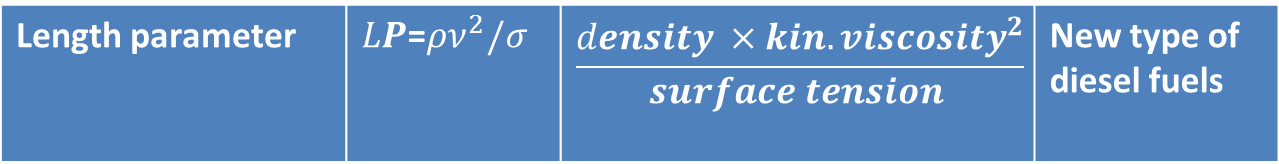 Length parameter
LP=ρν²/σ
density × kin.viscosity²
surface tension
New type of
diesel fuels